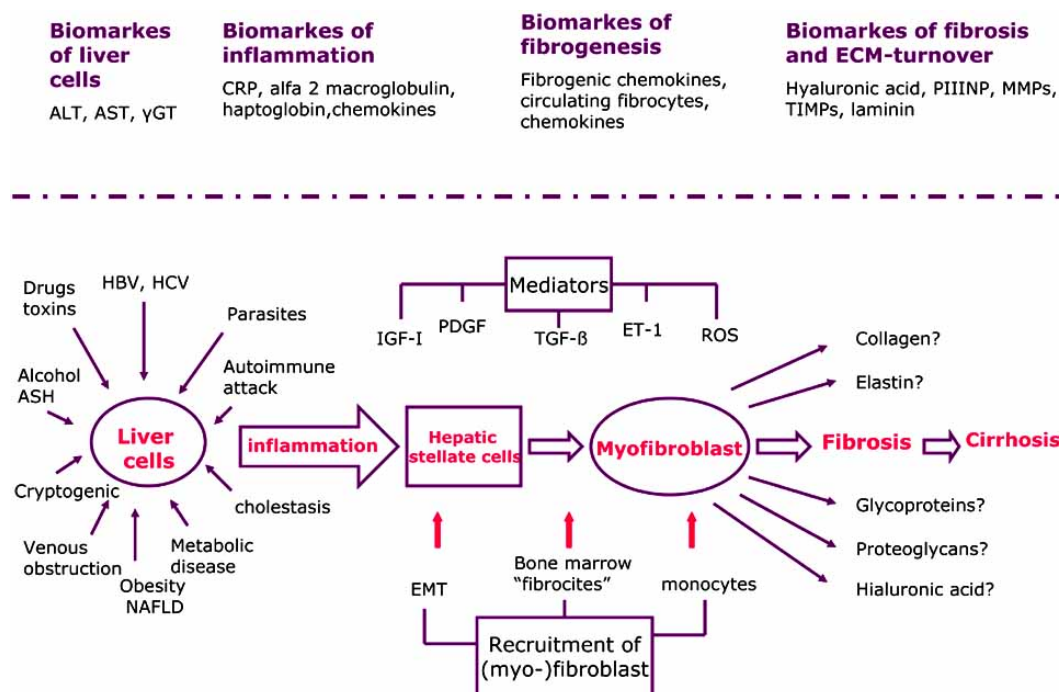 Biomarkes
of liver
cells
ALT, AST, γGT
Biomarkes of
inflammation
CRP, alfa 2 macroglobulin,
haptoglobin,chemokines
Biomarkes of
fibrogenesis
Fibrogenic chemokines,
circulating fibrocytes,
chemokines
Biomarkes of fibrosis
and ECM-turnover
Hyaluronic acid, PIIINP, MMPs,
TIMPs, laminin
Drugs
toxins
HBV, HCV
Parasites
Alcohol
ASH
Autoimmune
attack
Liver
cells
Cryptogenic
cholestasis
Venous
obstruction
Obesity
NAFLD
Metabolic
disease
inflammation
Mediators
IGF-I
PDGF
TGF-ß
ET-1
ROS
Hepatic
stellate cells
Myofibroblast
Fibrosis
Cirrhosis
Collagen?
Elastin?
Glycoproteins?
Proteoglycans?
Hialuronic acid?
EMT
Bone marrow
"fibrocites"
monocytes
Recruitment of
(myo-)fibroblast